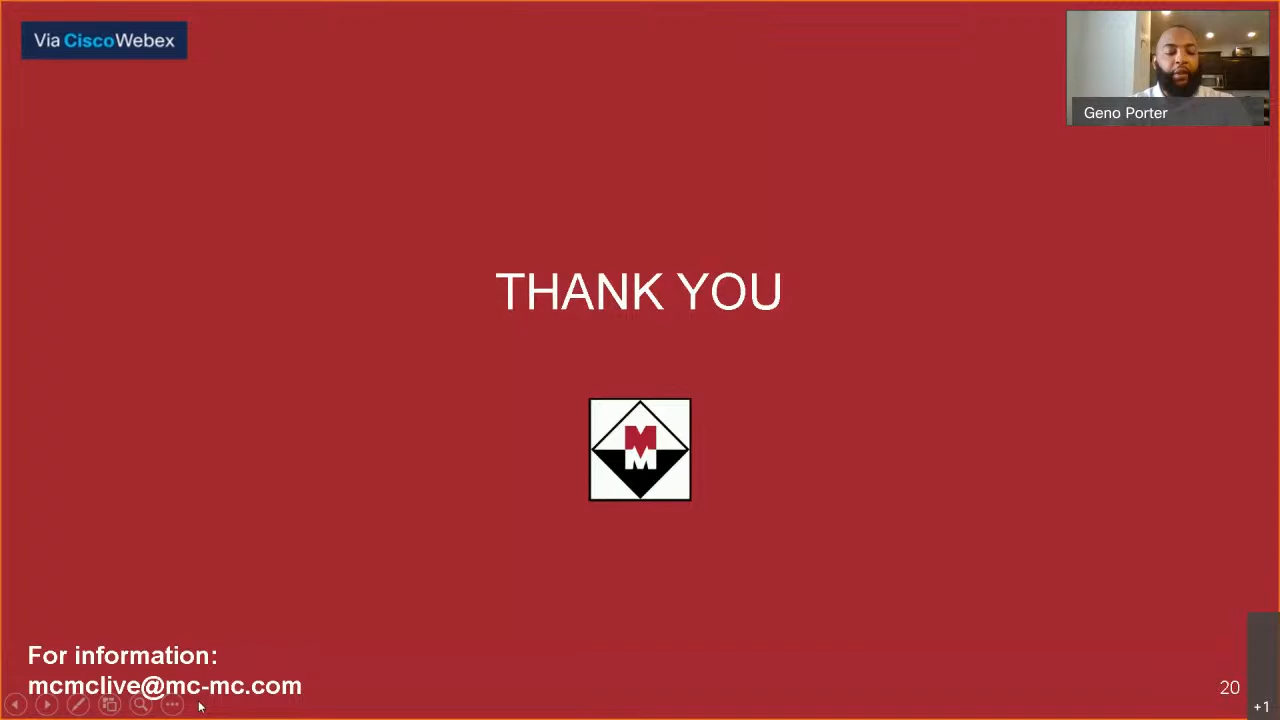 Via CiscoWebex
Geno Porter
THANK YOU
M
M
For information:
mcmclive@mc-mc.com
20
+1